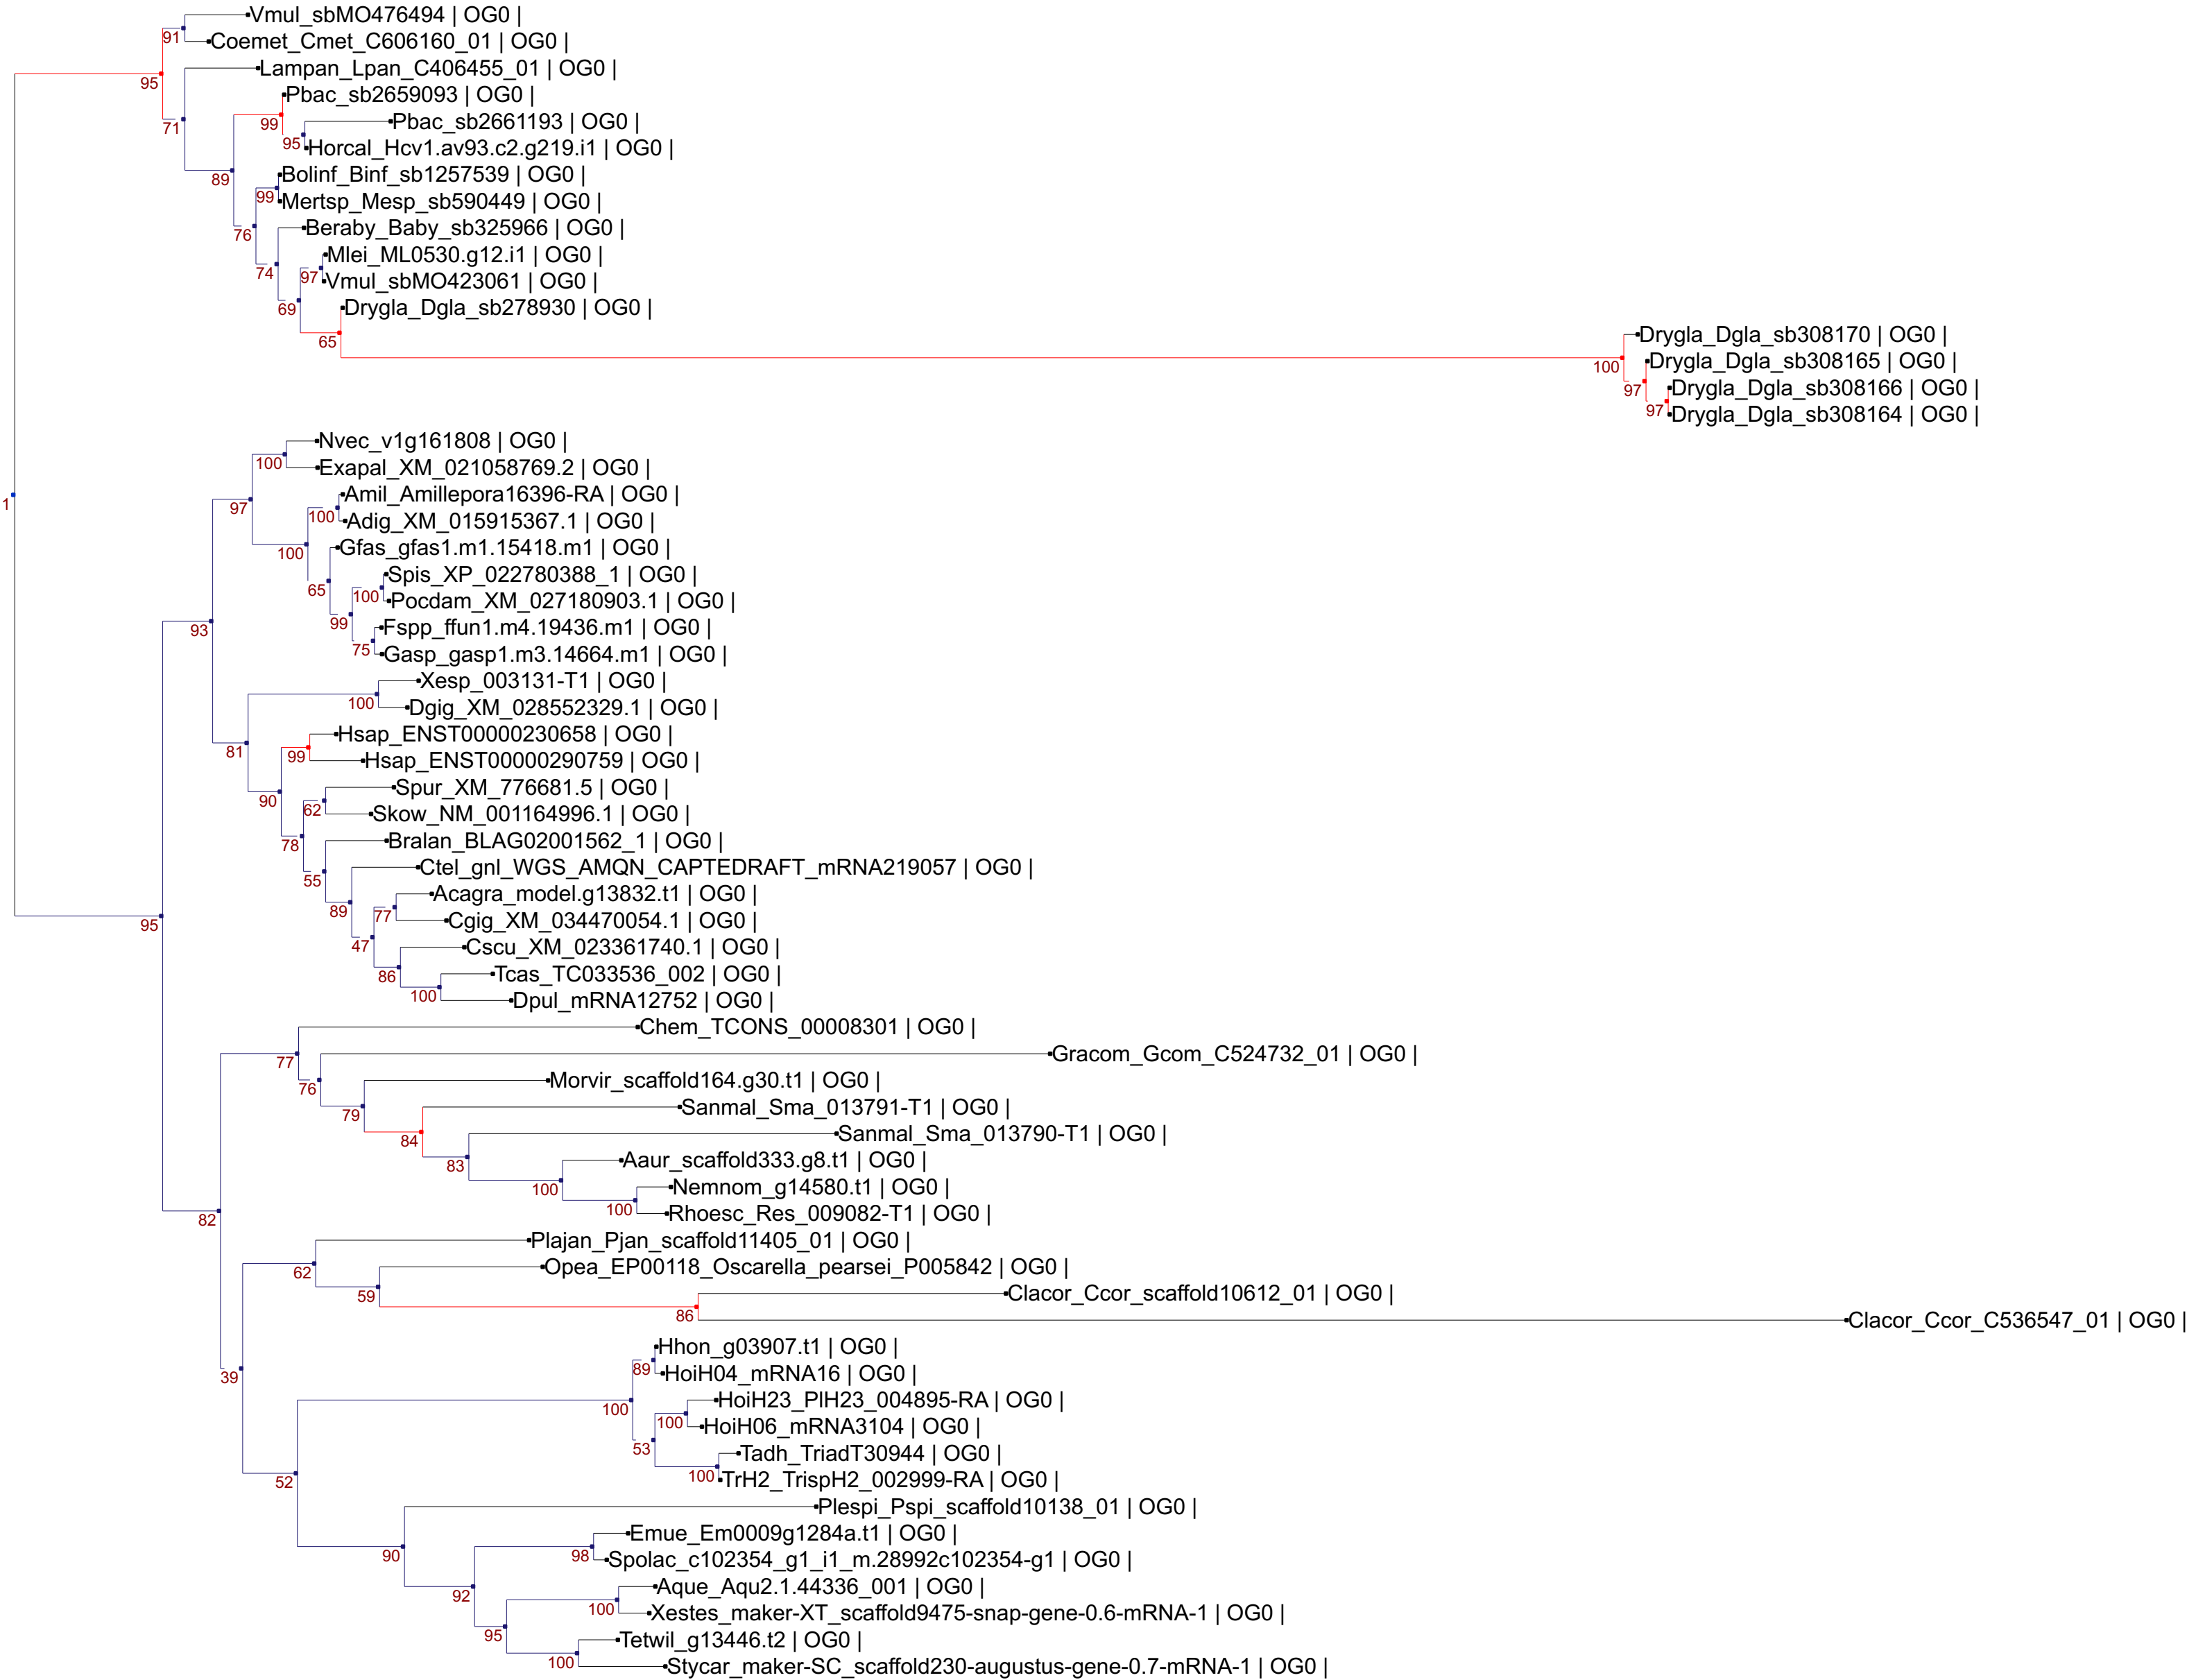 Vmul_sbMO476494 | OG0 |
91
Coemet_Cmet_C606160_01 | OG0 |
Lampan_Lpan_C406455_01 | OG0 |
95
Pbac_sb2659093 | OG0 |
99
Pbac_sb2661193 | OG0 |
71
95
Horcal_Hcv1.av93.c2.g219.i1 | OG0 |
Bolinf_Binf_sb1257539 | OG0 |
89
99
Mertsp_Mesp_sb590449 | OG0 |
Beraby_Baby_sb325966 | OG0 |
76
Mlei_ML0530.g12.i1 | OG0 |
74
97
Vmul_sbMO423061 | OG0 |
69
Drygla_Dgla_sb278930 | OG0 |
65
Drygla_Dgla_sb308170 | OG0 |
100
Drygla_Dgla_sb308165 | OG0 |
97
Drygla_Dgla_sb308166 | OG0 |
97
Drygla_Dgla_sb308164 | OG0 |
Nvec_v1g161808 | OG0 |
100
Exapal_XM_021058769.2 | OG0 |
Amil_Amillepora16396-RA | OG0 |
1
97
100
Adig_XM_015915367.1 | OG0 |
100
Gfas_gfas1.m1.15418.m1 | OG0 |
Spis_XP_022780388_1 | OG0 |
65
100
Pocdam_XM_027180903.1 | OG0 |
99
Fspp_ffun1.m4.19436.m1 | OG0 |
93
75
Gasp_gasp1.m3.14664.m1 | OG0 |
Xesp_003131-T1 | OG0 |
100
Dgig_XM_028552329.1 | OG0 |
Hsap_ENST00000230658 | OG0 |
81
99
Hsap_ENST00000290759 | OG0 |
Spur_XM_776681.5 | OG0 |
90
62
Skow_NM_001164996.1 | OG0 |
78
Bralan_BLAG02001562_1 | OG0 |
Ctel_gnl_WGS_AMQN_CAPTEDRAFT_mRNA219057 | OG0 |
55
Acagra_model.g13832.t1 | OG0 |
89
77
Cgig_XM_034470054.1 | OG0 |
95
47
Cscu_XM_023361740.1 | OG0 |
86
Tcas_TC033536_002 | OG0 |
100
Dpul_mRNA12752 | OG0 |
Chem_TCONS_00008301 | OG0 |
77
Gracom_Gcom_C524732_01 | OG0 |
76
Morvir_scaffold164.g30.t1 | OG0 |
79
Sanmal_Sma_013791-T1 | OG0 |
84
Sanmal_Sma_013790-T1 | OG0 |
83
Aaur_scaffold333.g8.t1 | OG0 |
100
Nemnom_g14580.t1 | OG0 |
100
Rhoesc_Res_009082-T1 | OG0 |
82
Plajan_Pjan_scaffold11405_01 | OG0 |
62
Opea_EP00118_Oscarella_pearsei_P005842 | OG0 |
59
Clacor_Ccor_scaffold10612_01 | OG0 |
86
Clacor_Ccor_C536547_01 | OG0 |
Hhon_g03907.t1 | OG0 |
39
89
HoiH04_mRNA16 | OG0 |
100
HoiH23_PlH23_004895-RA | OG0 |
100
HoiH06_mRNA3104 | OG0 |
53
Tadh_TriadT30944 | OG0 |
52
100
TrH2_TrispH2_002999-RA | OG0 |
Plespi_Pspi_scaffold10138_01 | OG0 |
Emue_Em0009g1284a.t1 | OG0 |
90
98
Spolac_c102354_g1_i1_m.28992c102354-g1 | OG0 |
Aque_Aqu2.1.44336_001 | OG0 |
92
100
Xestes_maker-XT_scaffold9475-snap-gene-0.6-mRNA-1 | OG0 |
95
Tetwil_g13446.t2 | OG0 |
100
Stycar_maker-SC_scaffold230-augustus-gene-0.7-mRNA-1 | OG0 |